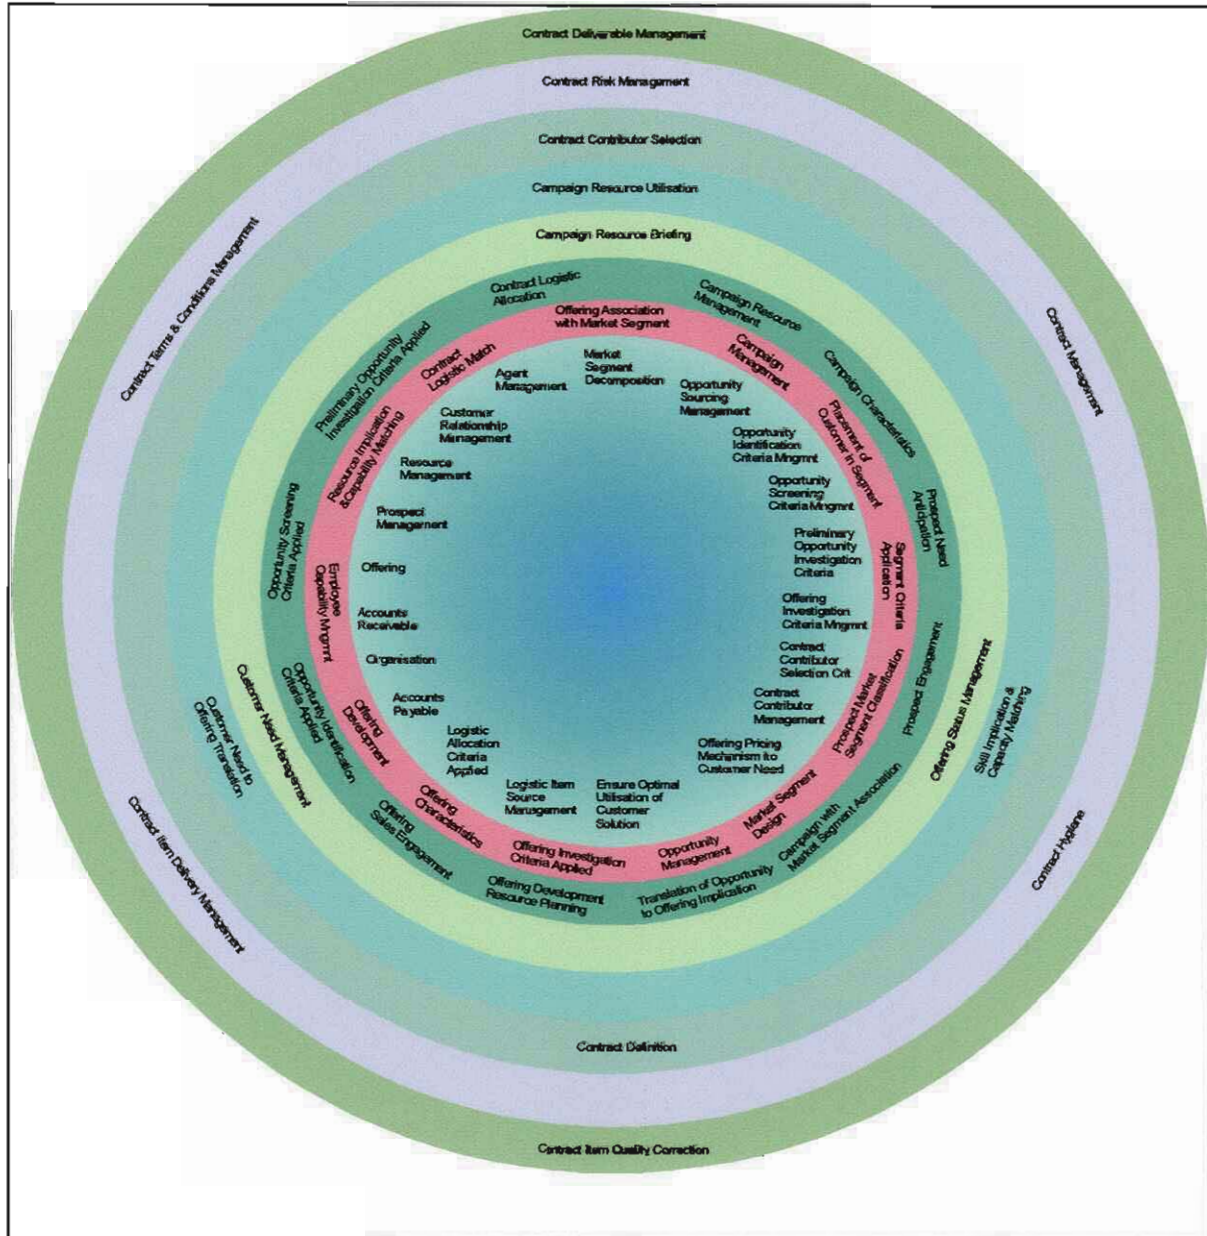 Contract Deliverable Management
Contract Risk Management
Contract Contributor Selection
Campaign Resource Utilisation
Campaign Resource Briefing
Contract Terms & Conditions Management
Contract Management
Contract Hygiene
Contract Item Delivery Management
Contract Definition
Contract Item Quality Correction
Customer Need to
Offering Translation
Skill Implication &
Capacity Matching
Customer Need Management
Offering Status Management
Contract Logistic
Allocation
Campaign Resource
Management
Campaign Characteristics
Prospect Need
Anticipation
Prospect Engagement
Campaign with
Market Segment Association
Translation of Opportunity
to Offering Implication
Offering Development
Resource Planning
Offering
Sales Engagement
Opportunity Identification
Criteria Applied
Opportunity Screening
Criteria Applied
Preliminary Opportunity
Investigation Criteria Applied
Offering Association
with Market Segment
Campaign
Management
Placement of
Customer in Segment
Segment Criteria
Application
Prospect Market
Segment Classification
Market Segment
Design
Opportunity
Management
Offering Investigation
Criteria Applied
Offering
Characteristics
Offering
Development
Employee
Capability Mngmnt
Resource Implication
&Capability Matching
Contract
Logistic Match
Market
Segment
Decomposition
Opportunity
Sourcing
Management
Opportunity
Identification
Criteria Mngmnt
Opportunity
Screening
Criteria Mngmnt
Preliminary
Opportunity
Investigation
Criteria
Offering
Investigation
Criteria Mngmnt
Contract
Contributor
Selection Crit
Contract
Contributor
Management
Offering Pricing
Mechanism to
Customer Need
Ensure Optimal
Utilisation of
Customer
Solution
Logistic Item
Source
Management
Logistic
Allocation
Criteria
Applied
Accounts
Payable
Organisation
Accounts
Receivable
Offering
Prospect
Management
Resource
Management
Customer
Relationship
Management
Agent
Management